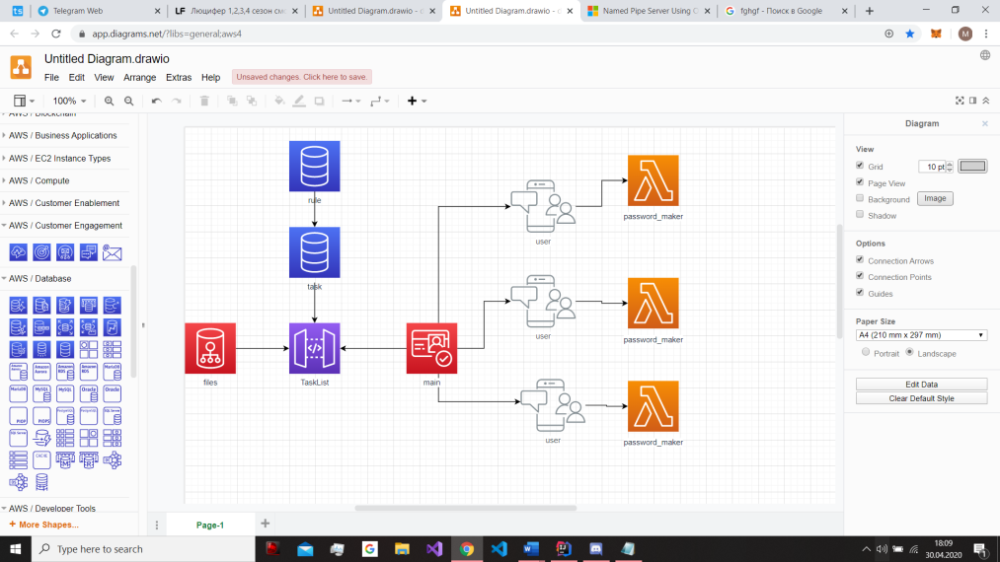 Telegram Web
Люцифер 1,2,3,4 сезон смо
Untitled Diagram.drawio - d
Untitled Diagram.drawio - d
Named Pipe Server Using C
fghgf - Поиск в Google
app.diagrams.net/?libs=general;aws4
M
Untitled Diagram.drawio
File Edit View Arrange Extras Help
Unsaved changes. Click here to save.
100%
AWS / Blockchain
AWS / Business Applications
AWS / EC2 Instance Types
AWS / Compute
AWS / Customer Enablement
AWS / Customer Engagement
AWS / Database
AWS / Developer Tools
+ More Shapes...
rule
task
files
TaskList
main
user
password_maker
user
password_maker
user
password_maker
Page-1
Diagram
View
Grid
10 pt
Page View
Background
Image
Shadow
Options
Connection Arrows
Connection Points
Guides
Paper Size
A4 (210 mm x 297 mm)
Portrait
Landscape
Edit Data
Clear Default Style
Type here to search
18:09
30.04.2020
1